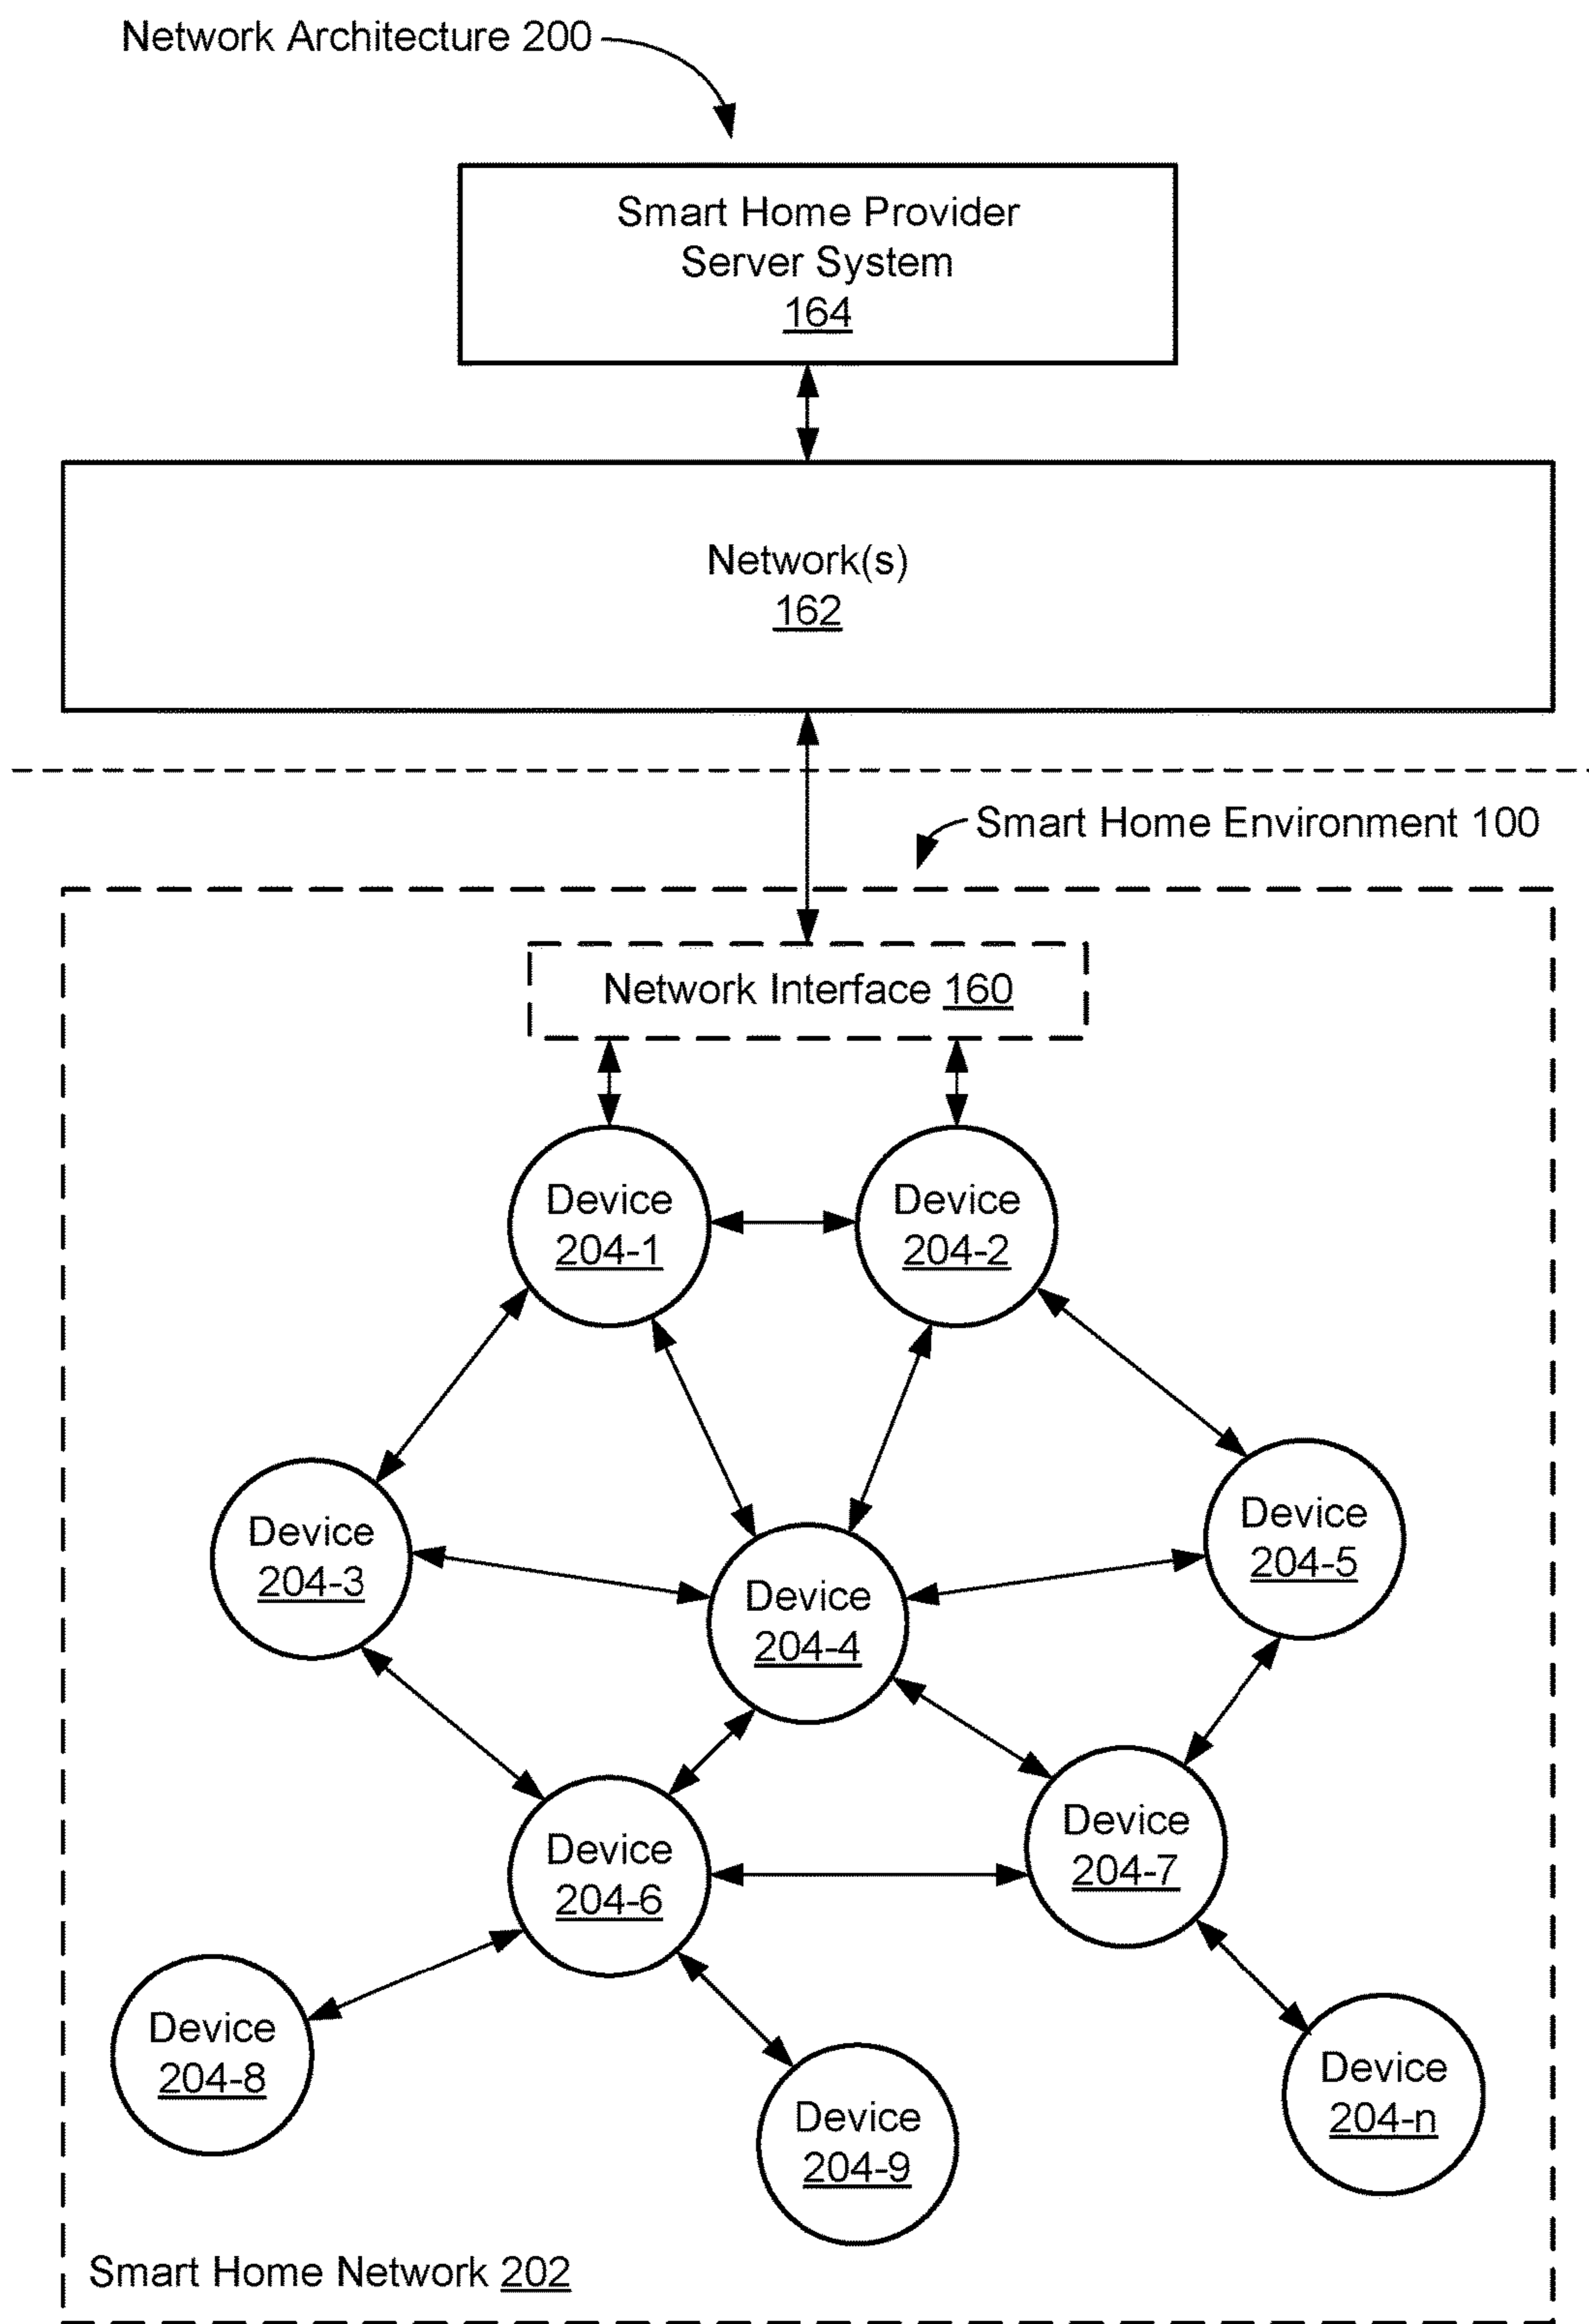 Network Architecture 200
Smart Home Provider
Server System
164
Network(s)
162
Smart Home Environment 100
Network Interface 160
Device
204-1
Device
204-2
Device
204-3
Device
204-4
Device
204-5
Device
204-6
Device
204-7
Device
204-8
Device
204-9
Device
204-n
Smart Home Network 202